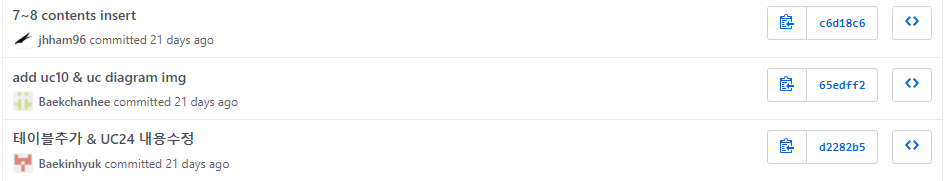 7~8 contents insert
c6d18c6
jhham96 committed 21 days ago
add uc10 & uc diagram img
65edff2
Baekchanhee committed 21 days ago
테이블추가 & UC24 내용수정
d2282b5
Baekinhyuk committed 21 days ago